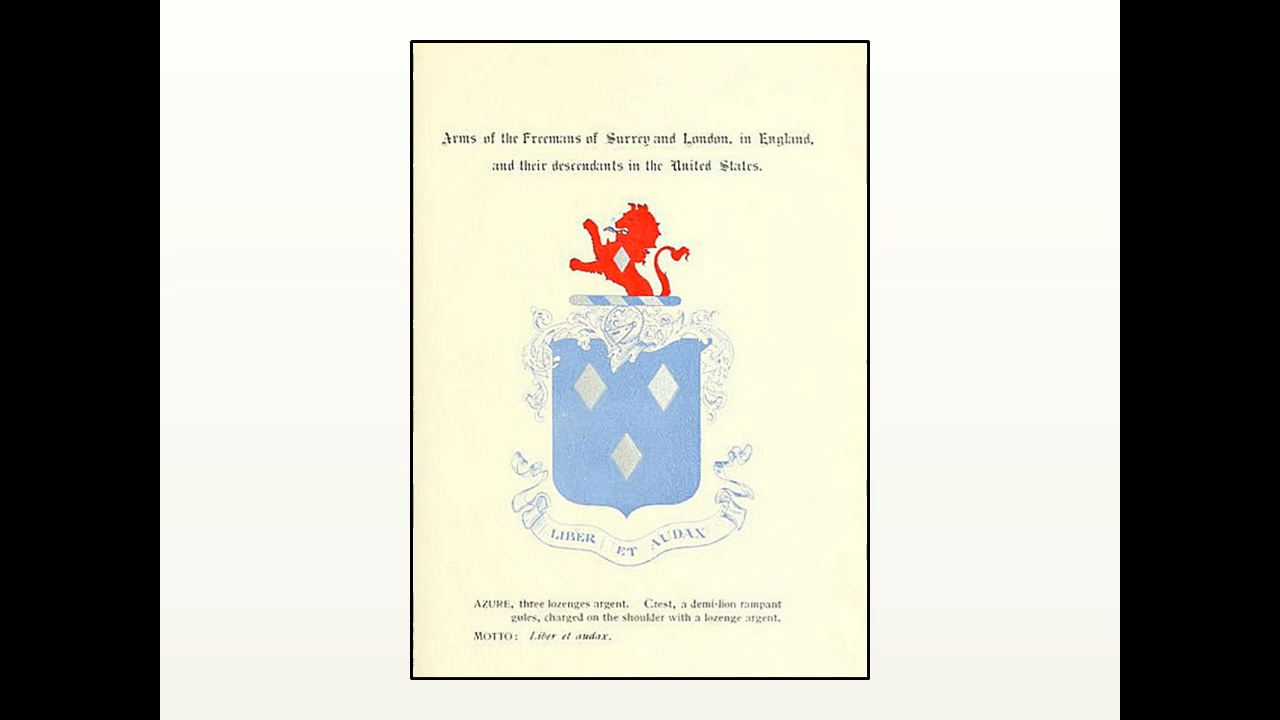 Arms of the Freemans of Surrey and London, in England,
and their descendants in the United States.
LIBER ET AUDAX
AZURE, three lozenges argent. Crest, a demi-lion rampant
gules, charged on the shoulder with a lozenge argent.
MOTTO: Liber et audax.